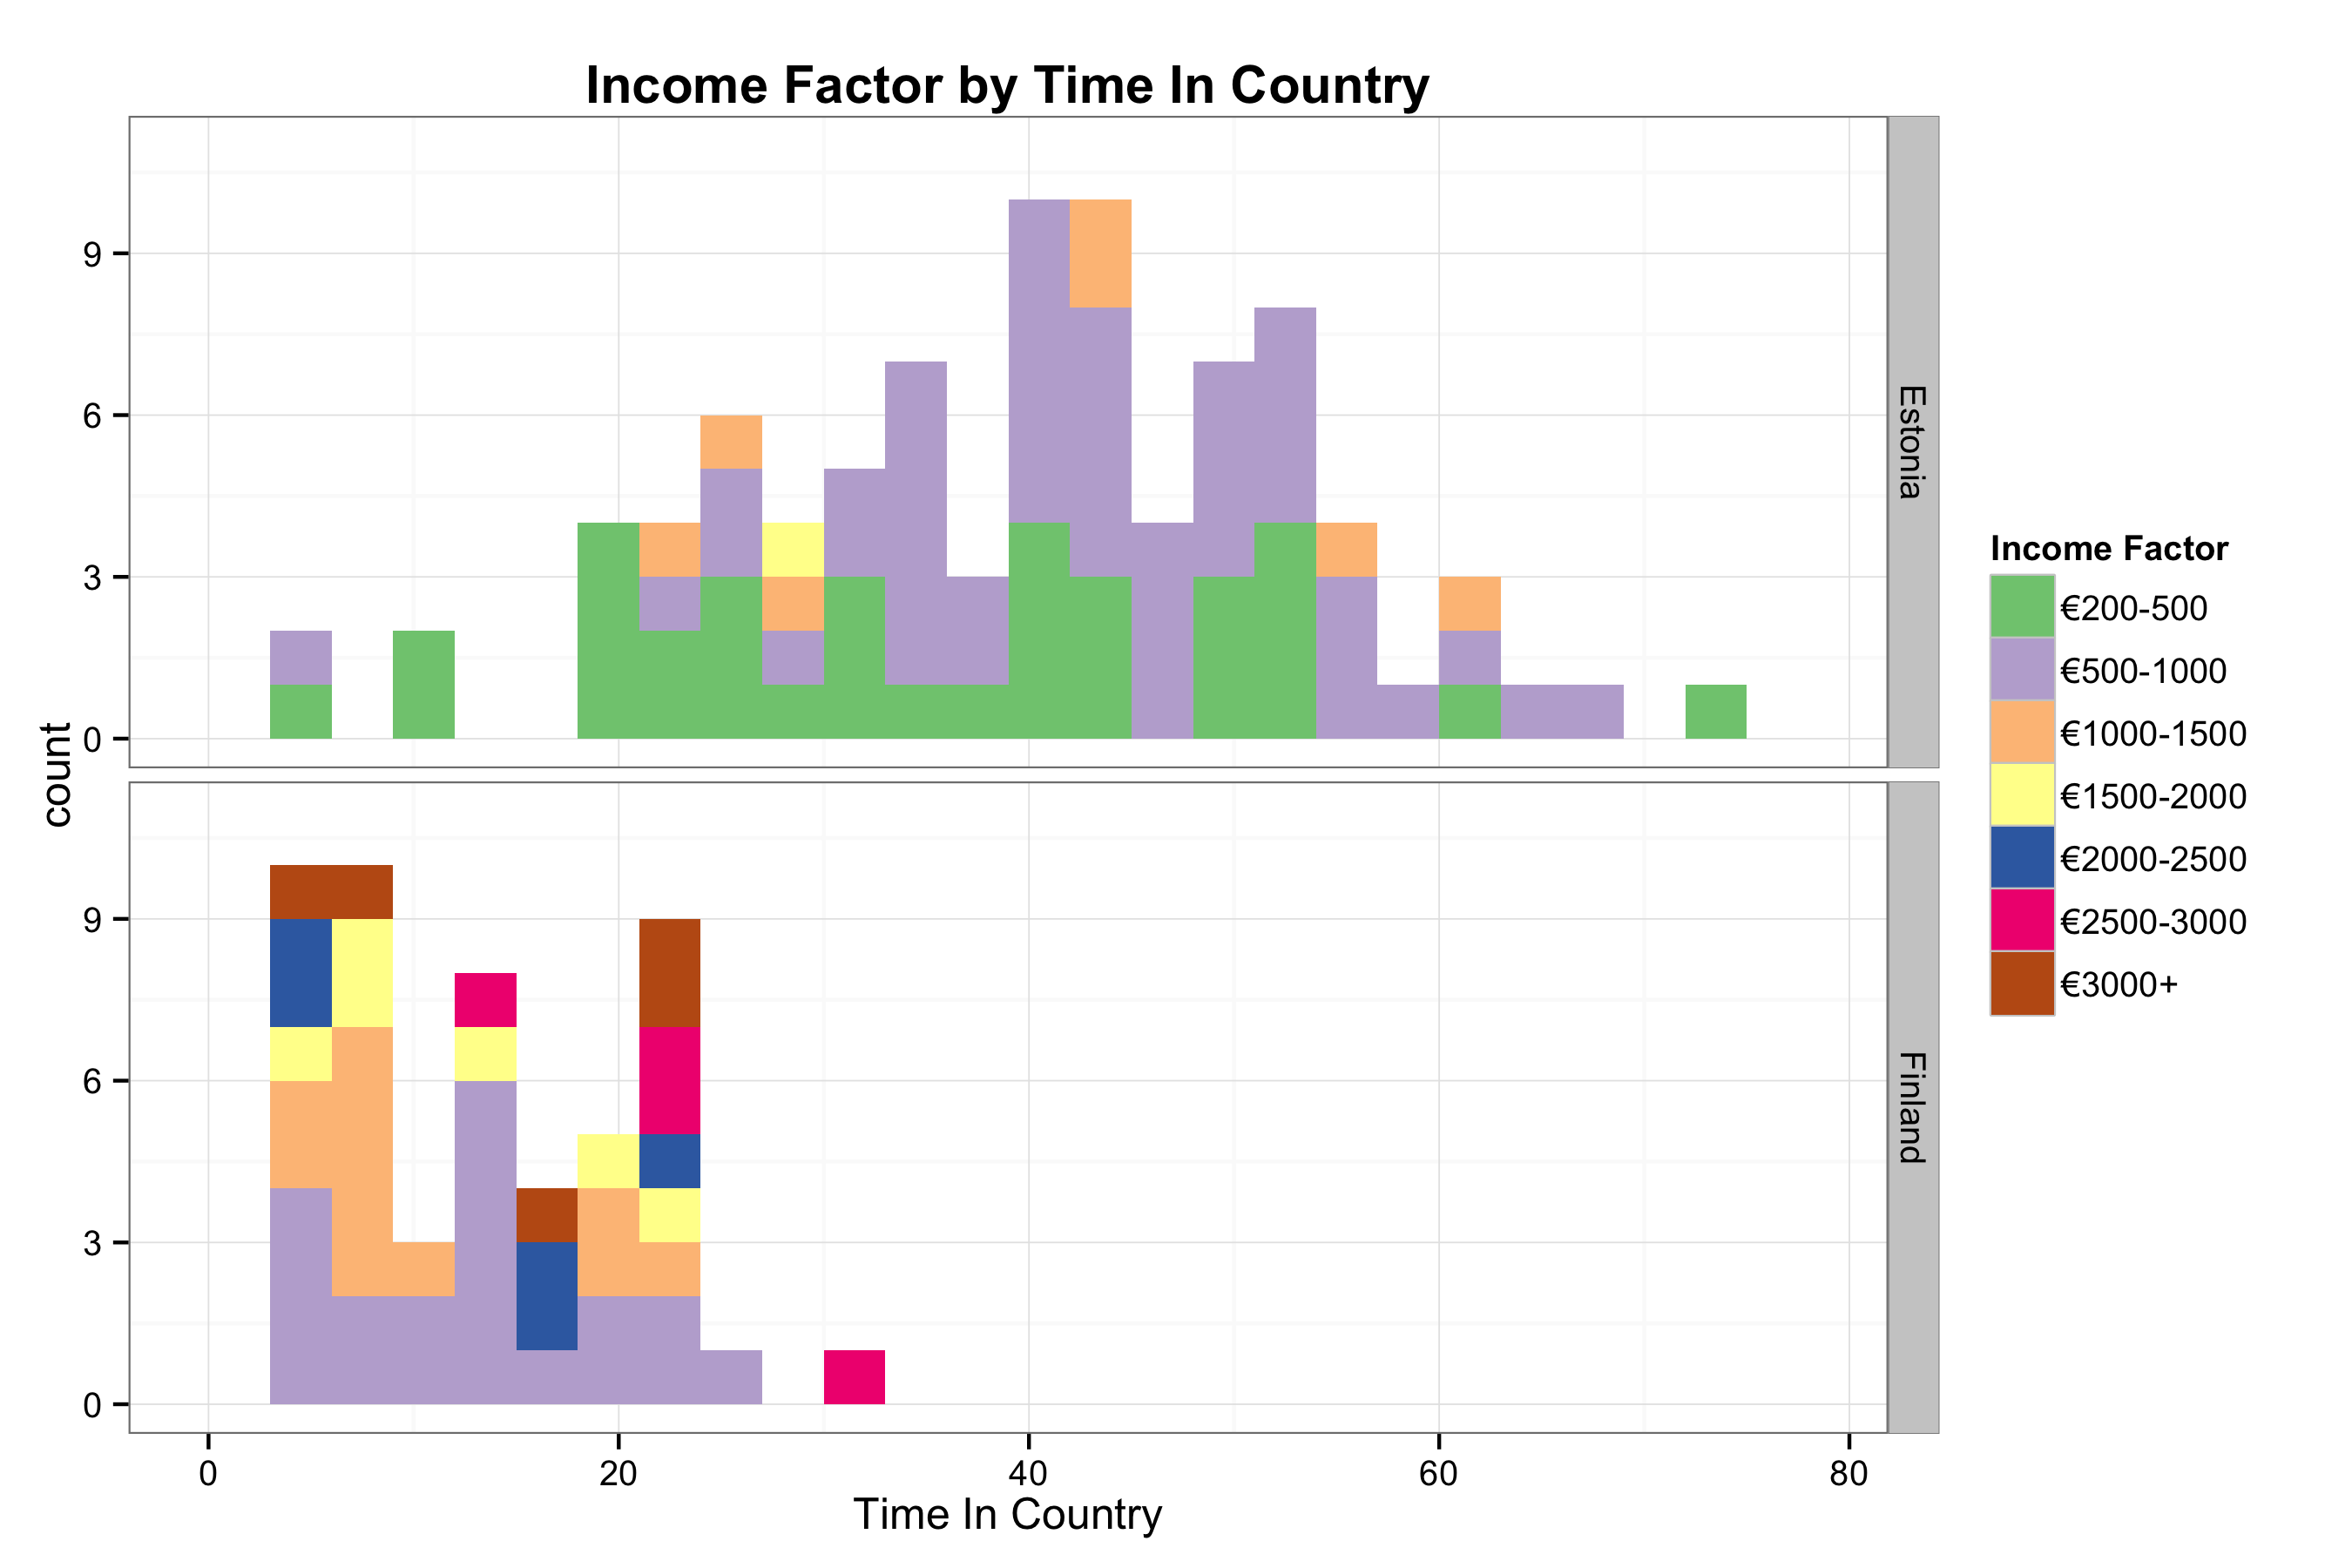 Income Factor by Time In Country
count
9
6
3
0
Estonia
9
6
3
0
Finland
0 20 40 60 80
Time In Country
Income Factor
€200-500
€500-1000
€1000-1500
€1500-2000
€2000-2500
€2500-3000
€3000+